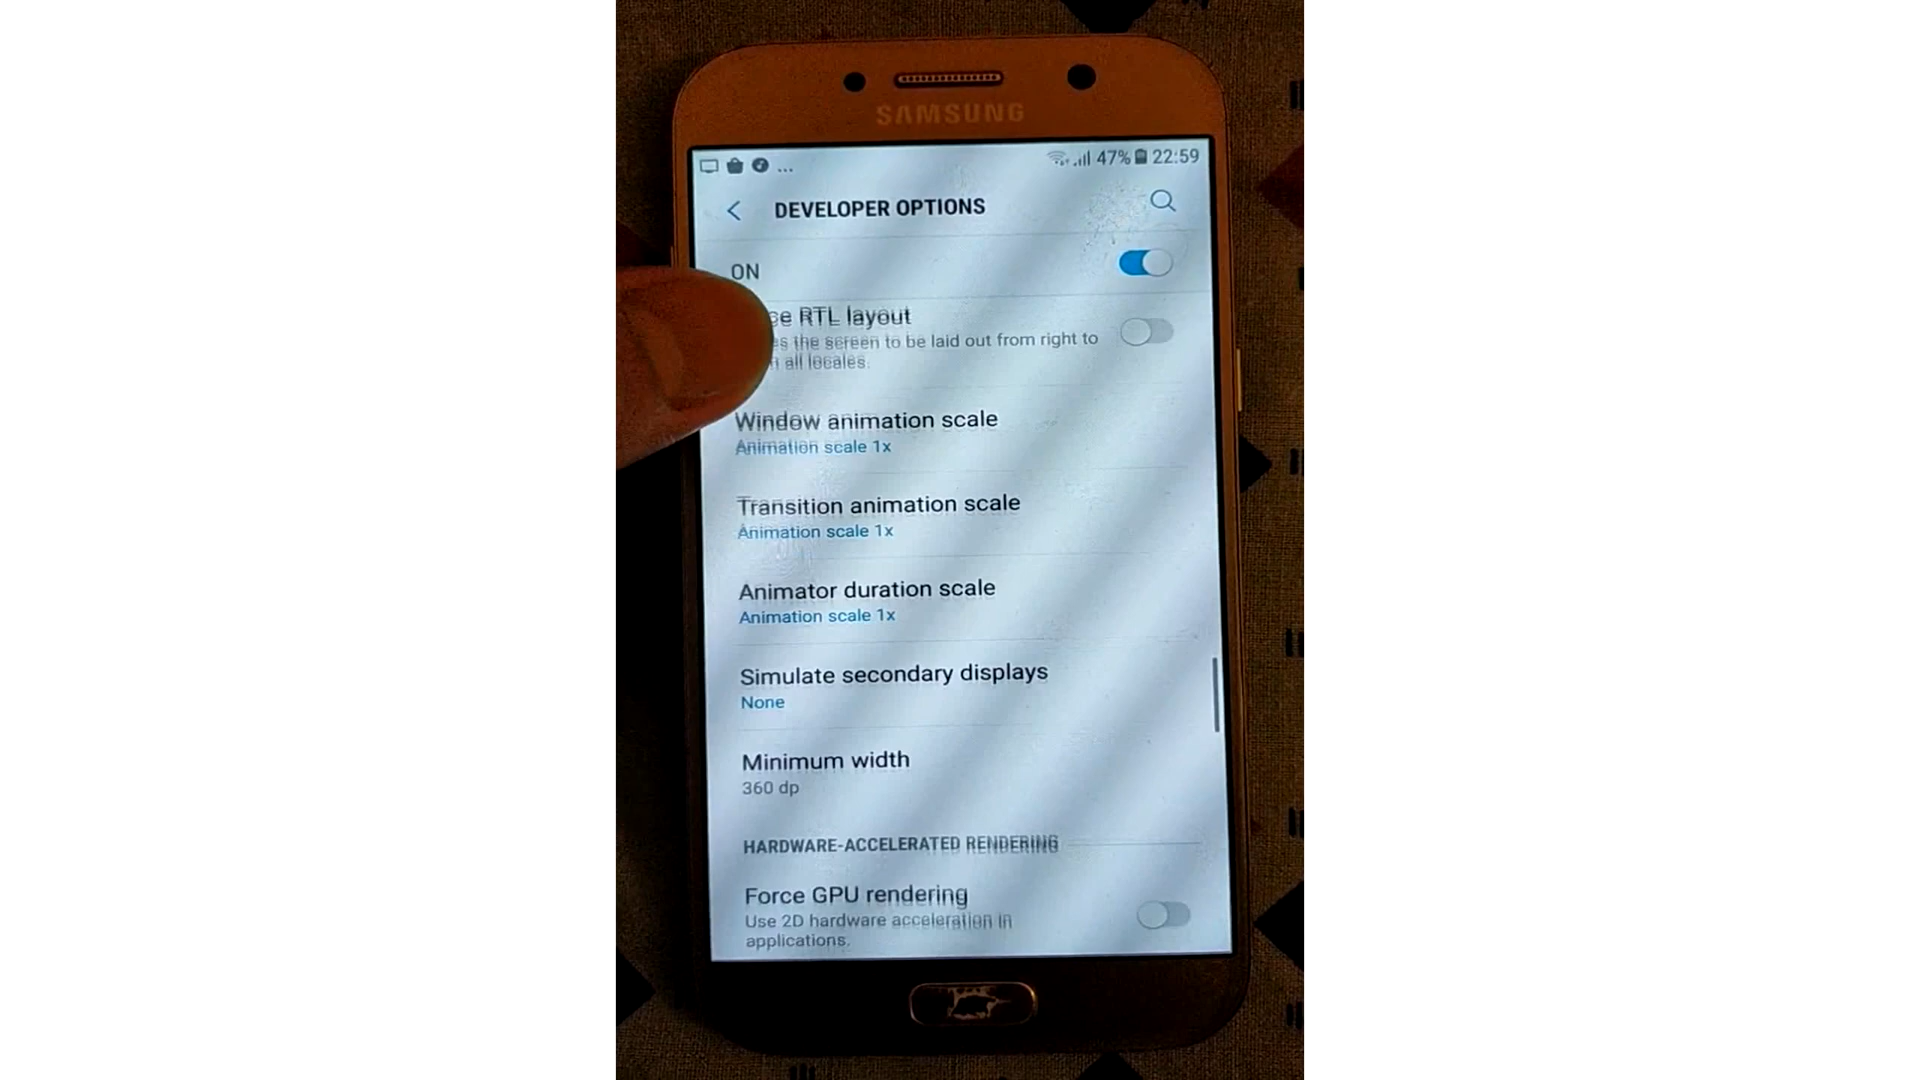 SAMSUNG
... 47% 22:59
DEVELOPER OPTIONS
ON
RTL layout
the screen to be laid out from right to
all locales.
Window animation scale
Animation scale 1x
Transition animation scale
Animation scale 1x
Animator duration scale
Animation scale 1x
Simulate secondary displays
None
Minimum width
360 dp
HARDWARE-ACCELERATED RENDERING
Force GPU rendering
Use 2D hardware acceleration in
applications.